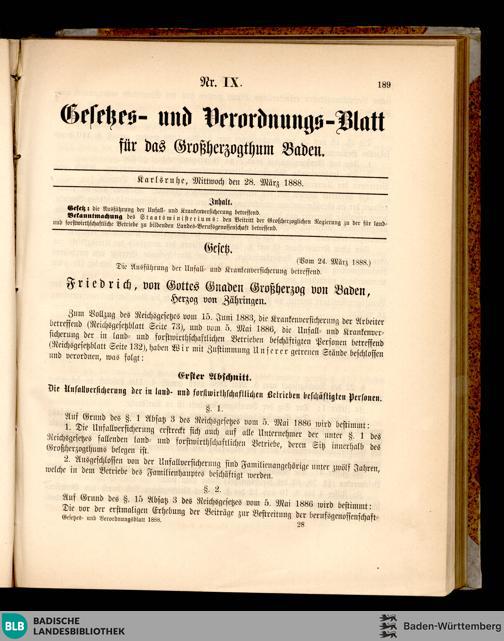 Nr. IX.
189
Gesetzes- und Verordnungs-Blatt
für das Großherzogthum Baden.
Karlsruhe, Mittwoch den 28. März 1888.
Inhalt.
Gesetz: die Ausführung der Unfall- und Krankenversicherung betreffend.
Bekanntmachung des Staatsministeriums: den Beitritt der Großherzoglichen Regierung zu der für land-
und forstwirthschaftliche Betriebe zu bildenden Landes-Berufsgenossenschaft betreffend.
Gesetz.
(Vom 24. März 1888.)
Die Ausführung der Unfall- und Krankenversicherung betreffend.
Friedrich, von Gottes Gnaden Großherzog von Baden,
Herzog von Zähringen.
Zum Vollzug des Reichsgesetzes vom 15. Juni 1883, die Krankenversicherung der Arbeiter
betreffend (Reichsgesetzblatt Seite 73), und vom 5. Mai 1886, die Unfall- und Krankenver-
sicherung der in land- und forstwirthschaftlichen Betrieben beschäftigten Personen betreffend
(Reichsgesetzblatt Seite 132), haben Wir mit Zustimmung Unserer getreuen Stände beschlossen
und verordnen, was folgt:
Erster Abschnitt.
Die Unfallversicherung der in land- und forstwirthschaftlichen Betrieben beschäftigten Personen.
§. 1.
Auf Grund des §. 1 Absatz 3 des Reichsgesetzes vom 5. Mai 1886 wird bestimmt:
1. Die Unfallversicherung erstreckt sich auch auf alle Unternehmer der unter §. 1 des
Reichsgesetzes fallenden land- und forstwirthschaftlichen Betriebe, deren Sitz innerhalb des
Großherzogthums belegen ist.
2. Ausgeschlossen von der Unfallversicherung sind Familienangehörige unter zwölf Jahren,
welche in dem Betriebe des Familienhauptes beschäftigt werden.
§. 2.
Auf Grund des §. 15 Absatz 3 des Reichsgesetzes vom 5. Mai 1886 wird bestimmt:
Die vor der erstmaligen Erhebung der Beiträge zur Bestreitung der berufsgenossenschaft-
Gesetzes- und Verordnungsblatt 1888.
28
BLB BADISCHE
LANDESBIBLIOTHEK
Baden-Württemberg